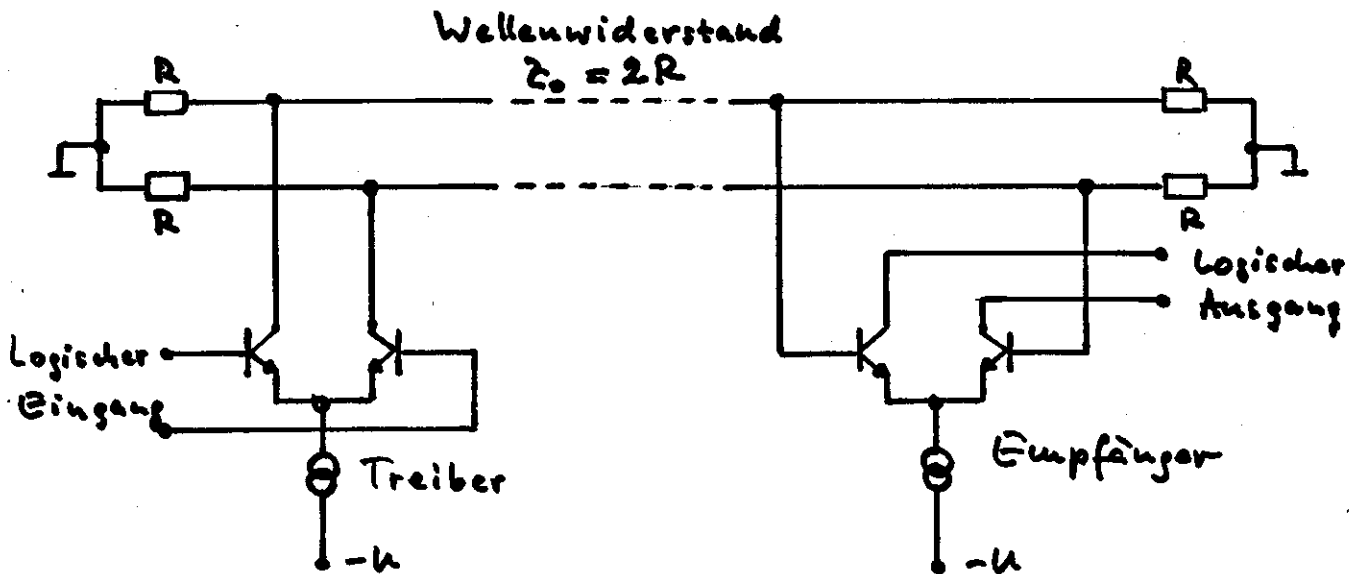 Wellenwiderstand
Z₀ = 2R
R
R
R
R
Logischer
Ausgang
Logischer
Eingang
Treiber
Empfänger
-U
-U